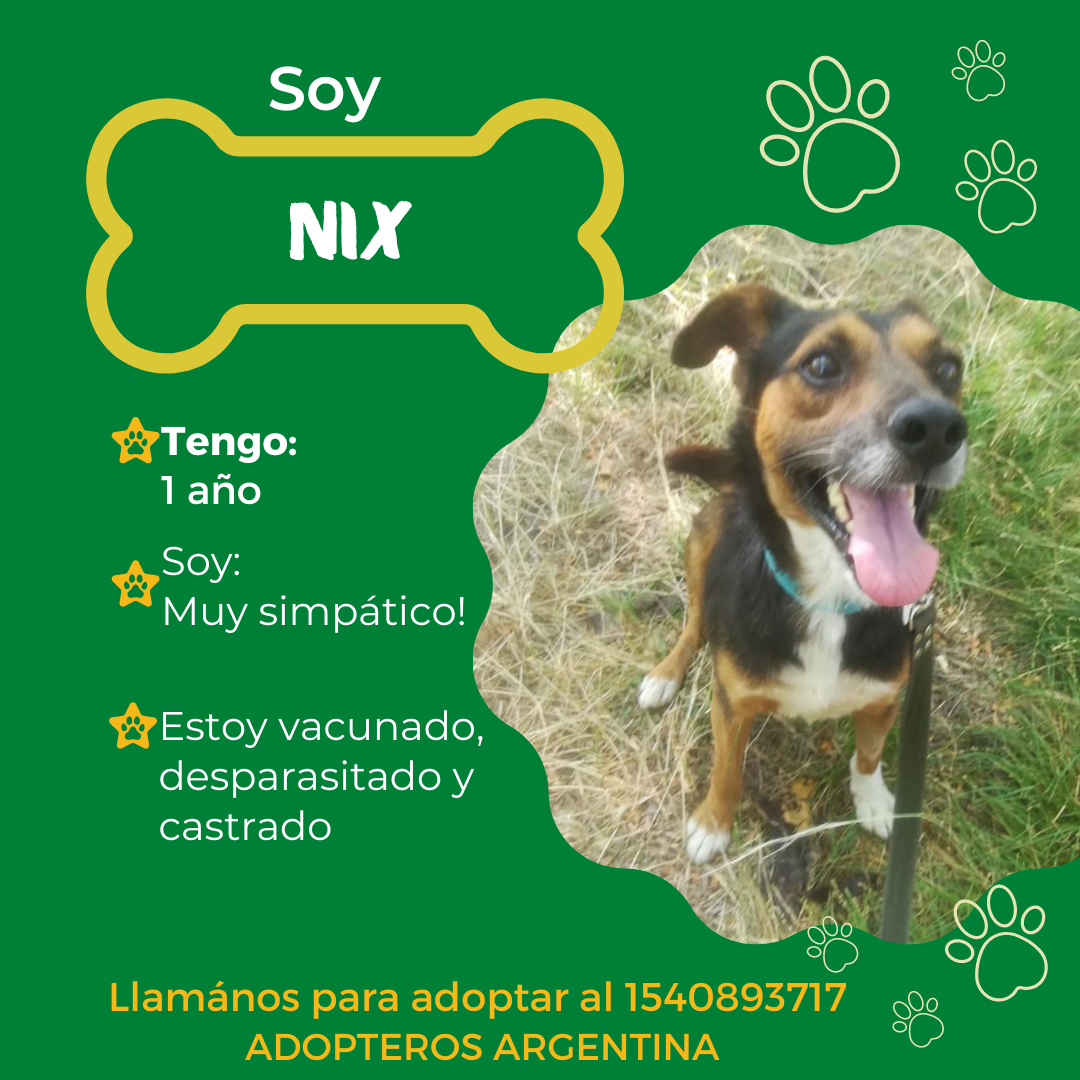 Soy
NIX
Tengo:
1 año
Soy:
Muy simpático!
Estoy vacunado,
desparasitado y
castrado
Llamános para adoptar al 1540893717
ADOPTEROS ARGENTINA